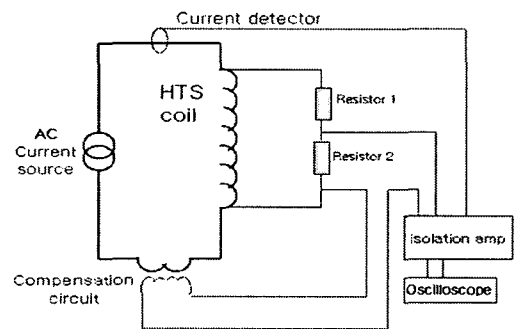 Current detector
HTS
coil
Resistor 1
AC
Current
source
Resistor 2
Isolation amp
Compensation
circuit
Oscilloscope